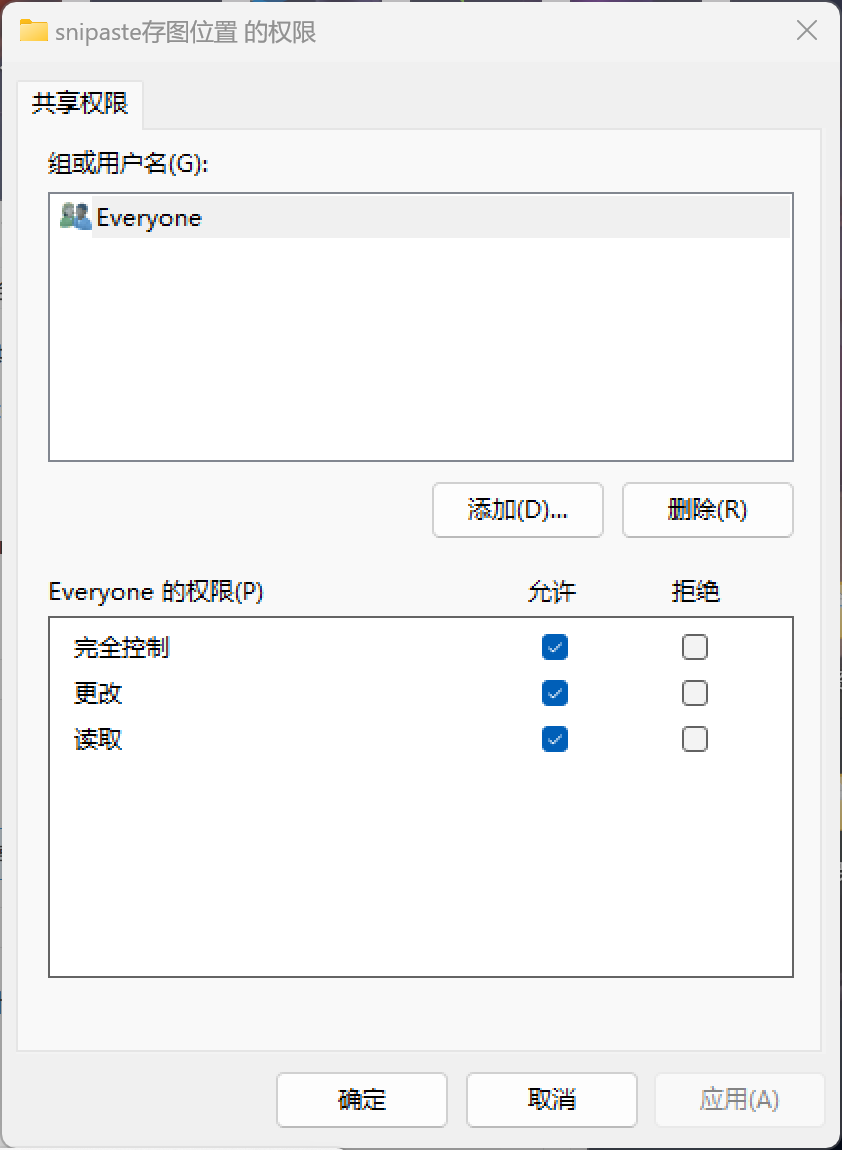 snipaste存图位置 的权限
共享权限
组或用户名(G):
Everyone
添加(D)... 删除(R)
Everyone 的权限(P) 允许 拒绝
完全控制
更改
读取
确定 取消 应用(A)